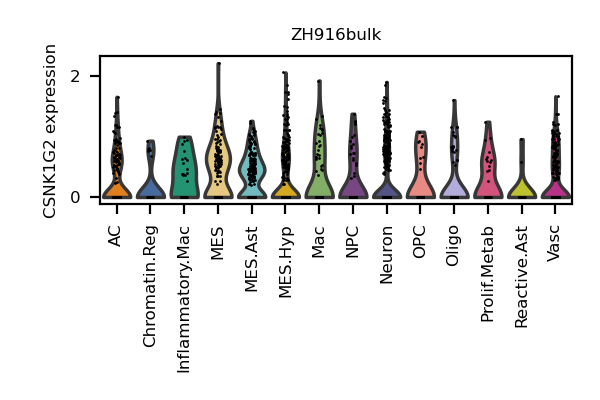 ZH916bulk
CSNK1G2 expression
2
0
AC
Chromatin.Reg
Inflammatory.Mac
MES
MES.Ast
MES.Hyp
Mac
NPC
Neuron
OPC
Oligo
Prolif.Metab
Reactive.Ast
Vasc